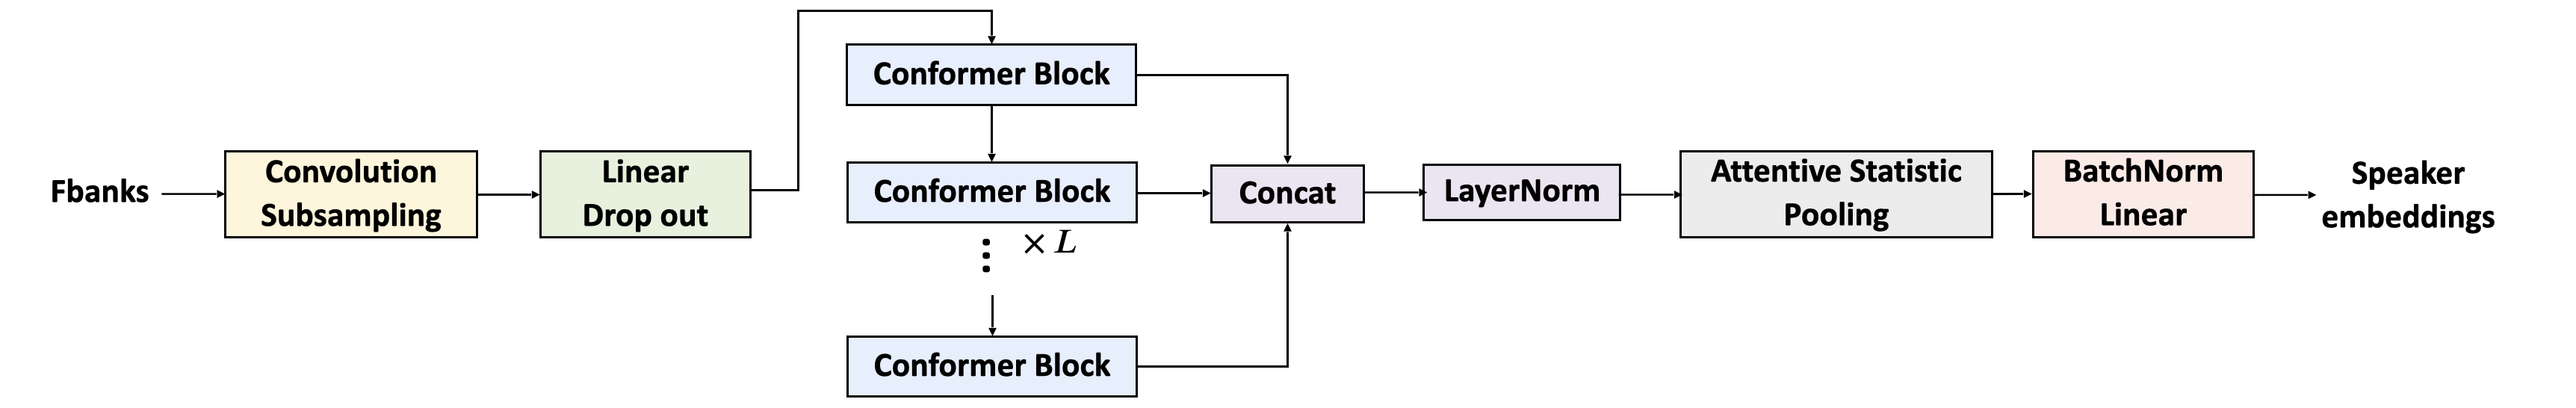 Fbanks
Convolution
Subsampling
Linear
Drop out
Conformer Block
Conformer Block
× L
Conformer Block
Concat
LayerNorm
Attentive Statistic
Pooling
BatchNorm
Linear
Speaker
embeddings